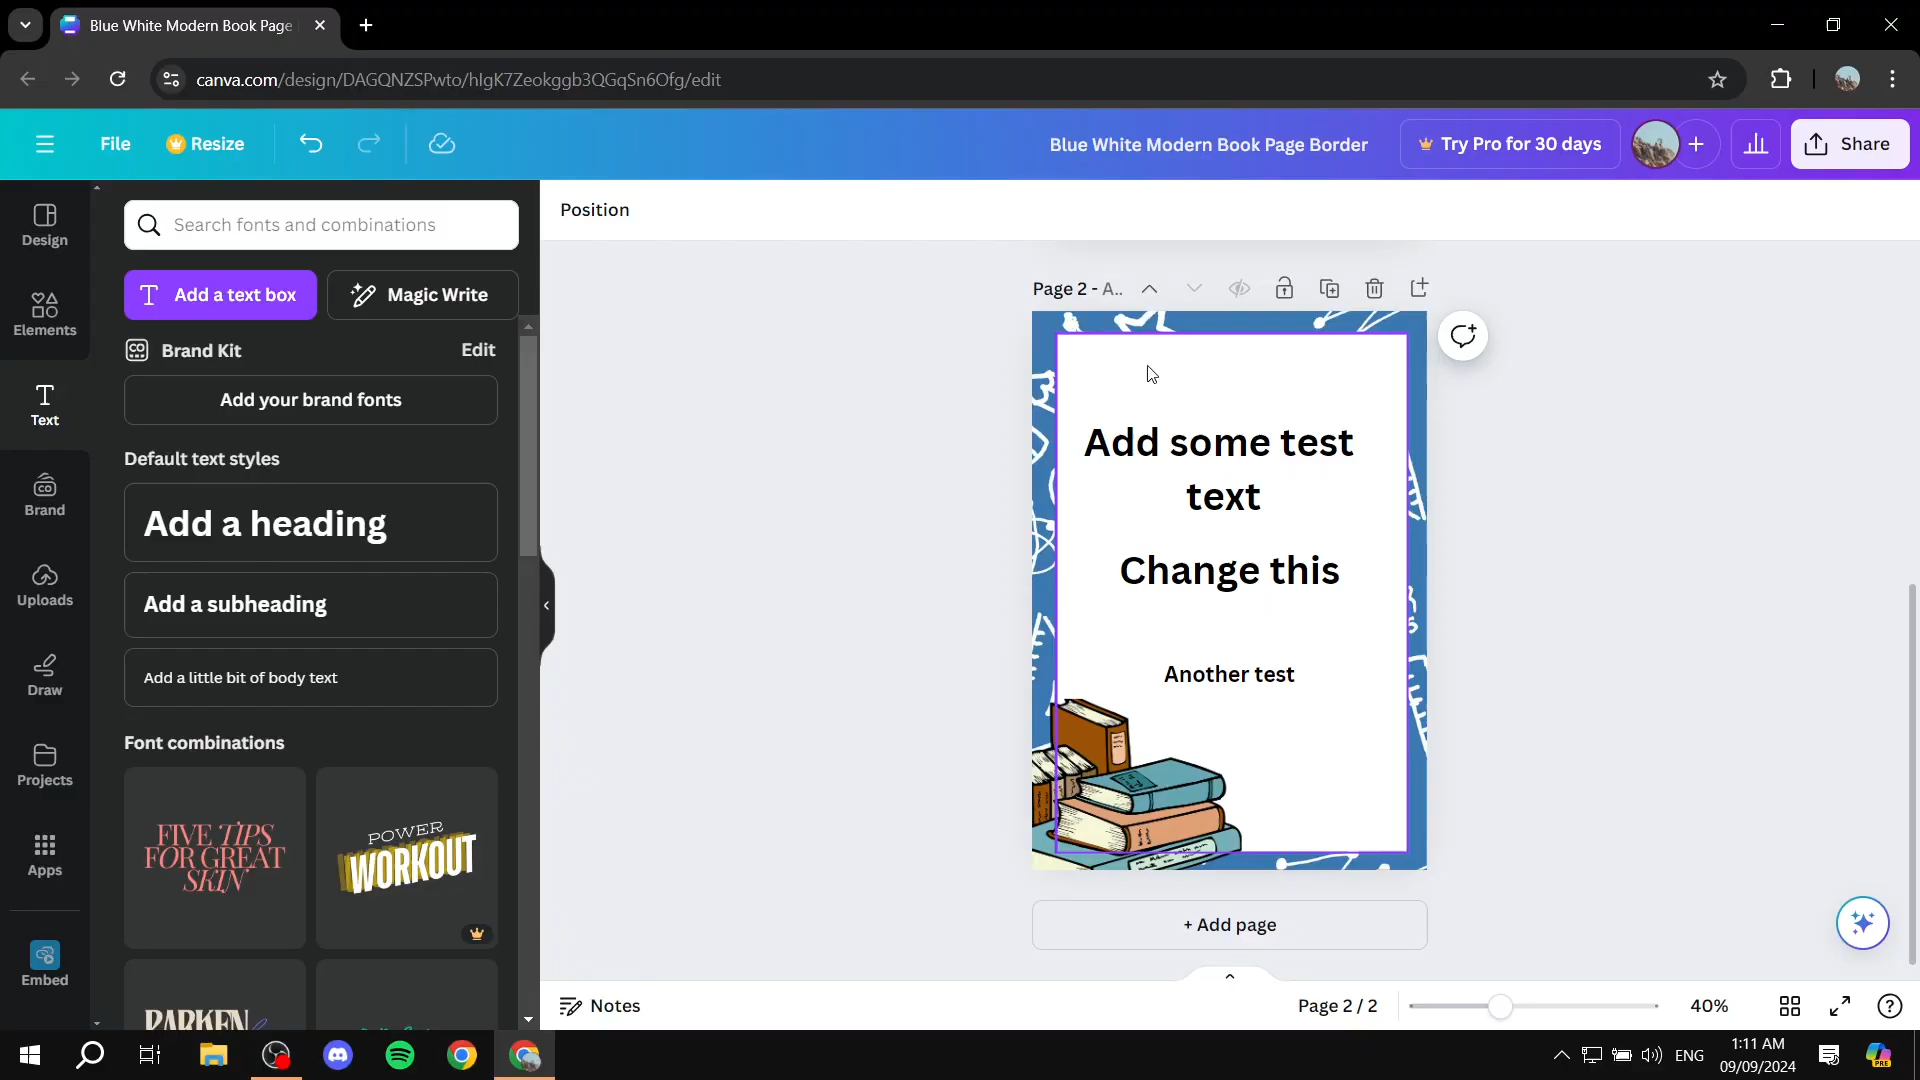 Blue White Modern Book Page
canva.com/design/DAGQNZSPwto/hIgK7Zeokggb3QGqSn6Ofg/edit
File
Resize
Blue White Modern Book Page Border
Try Pro for 30 days
Share
Design
Elements
Text
Brand
Uploads
Draw
Projects
Apps
Embed
Search fonts and combinations
Add a text box
Magic Write
Brand Kit
Edit
Add your brand fonts
Default text styles
Add a heading
Add a subheading
Add a little bit of body text
Font combinations
FIVE TIPS
FOR GREAT
SKIN
POWER
WORKOUT
PARKEN
Position
Page 2 - A..
Add some test
text
Change this
Another test
+ Add page
Notes
Page 2 / 2
40%
ENG
1:11 AM
09/09/2024
PRE